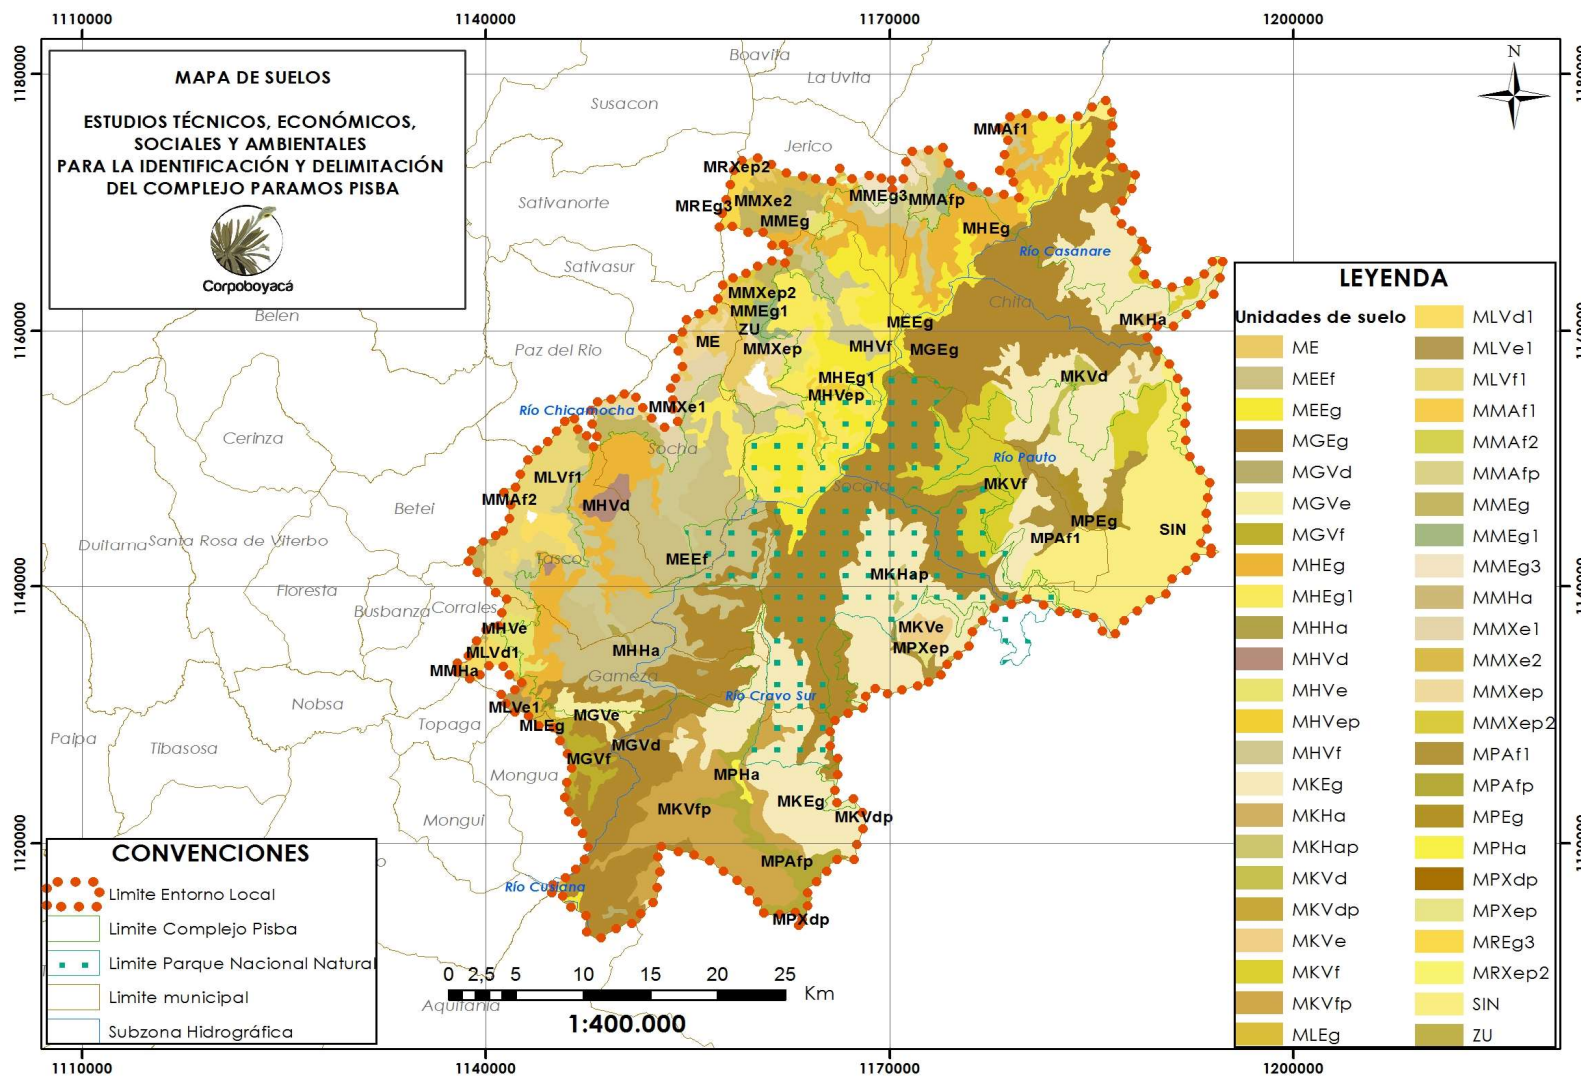 1110000
1140000
1170000
1200000
1180000
1180000
MAPA DE SUELOS
ESTUDIOS TÉCNICOS, ECONÓMICOS,
SOCIALES Y AMBIENTALES
PARA LA IDENTIFICACIÓN Y DELIMITACIÓN
DEL COMPLEJO PARAMOS PISBA
Corpoboyacá
N
Boavita
La Uvita
Susacon
Jerico
Sativanorte
Sativasur
Belen
Paz del Rio
Cerinza
Betei
Duitama
Santa Rosa de Viterbo
Floresta
Busbanza
Corrales
Nobsa
Topaga
Paipa
Tibasosa
Mongua
Mongui
Aquitania
Chita
Socha
Socota
Tasco
Gameza
MMAf1
MRXep2
MREg3
MMXe2
MMEg
MMEg3
MMAfp
MHEg
Río Casanare
MMXep2
MMEg1
ZU
ME
MMXep
MEEg
MHVf
MGEg
MKHa
MHEg1
MHVep
MKVd
Río Chicamocha
MMXe1
MLVf1
MMAf2
MHVd
Río Pauto
MKVf
MPEg
MPAf1
SIN
MEEf
MKHap
MHVe
MLVd1
MMHa
MHHa
MKVe
MPXep
MLVe1
MLEg
MGVe
MGVd
MGVf
Río Cravo Sur
MPHa
MKVfp
MKEg
MKVdp
MPAfp
MPXdp
Río Cusiana
1160000
1160000
1140000
1140000
1120000
1120000
LEYENDA
Unidades de suelo
ME
MEEf
MEEg
MGEg
MGVd
MGVe
MGVf
MHEg
MHEg1
MHHa
MHVd
MHVe
MHVep
MHVf
MKEg
MKHa
MKHap
MKVd
MKVdp
MKVe
MKVf
MKVfp
MLEg
MLVd1
MLVe1
MLVf1
MMAf1
MMAf2
MMAfp
MMEg
MMEg1
MMEg3
MMHa
MMXe1
MMXe2
MMXep
MMXep2
MPAf1
MPAfp
MPEg
MPHa
MPXdp
MPXep
MREg3
MRXep2
SIN
ZU
CONVENCIONES
Limite Entorno Local
Limite Complejo Pisba
Limite Parque Nacional Natural
Limite municipal
Subzona Hidrográfica
0 2,5 5 10 15 20 25
Km
1:400.000
1110000
1140000
1170000
1200000